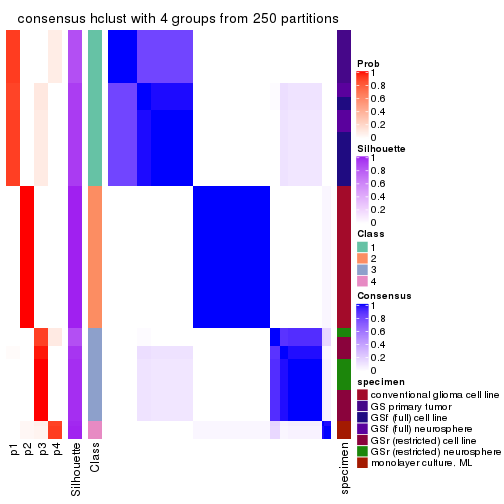 consensus hclust with 4 groups from 250 partitions
Prob
1
0.8
0.6
0.4
0.2
0
Silhouette
1
0.8
0.6
0.4
0.2
0
Class
1
2
3
4
Consensus
1
0.8
0.6
0.4
0.2
0
specimen
conventional glioma cell line
GS primary tumor
GSf (full) cell line
GSf (full) neurosphere
GSr (restricted) cell line
GSr (restricted) neurosphere
monolayer culture. ML
p1
p2
p3
p4
Silhouette
Class
specimen